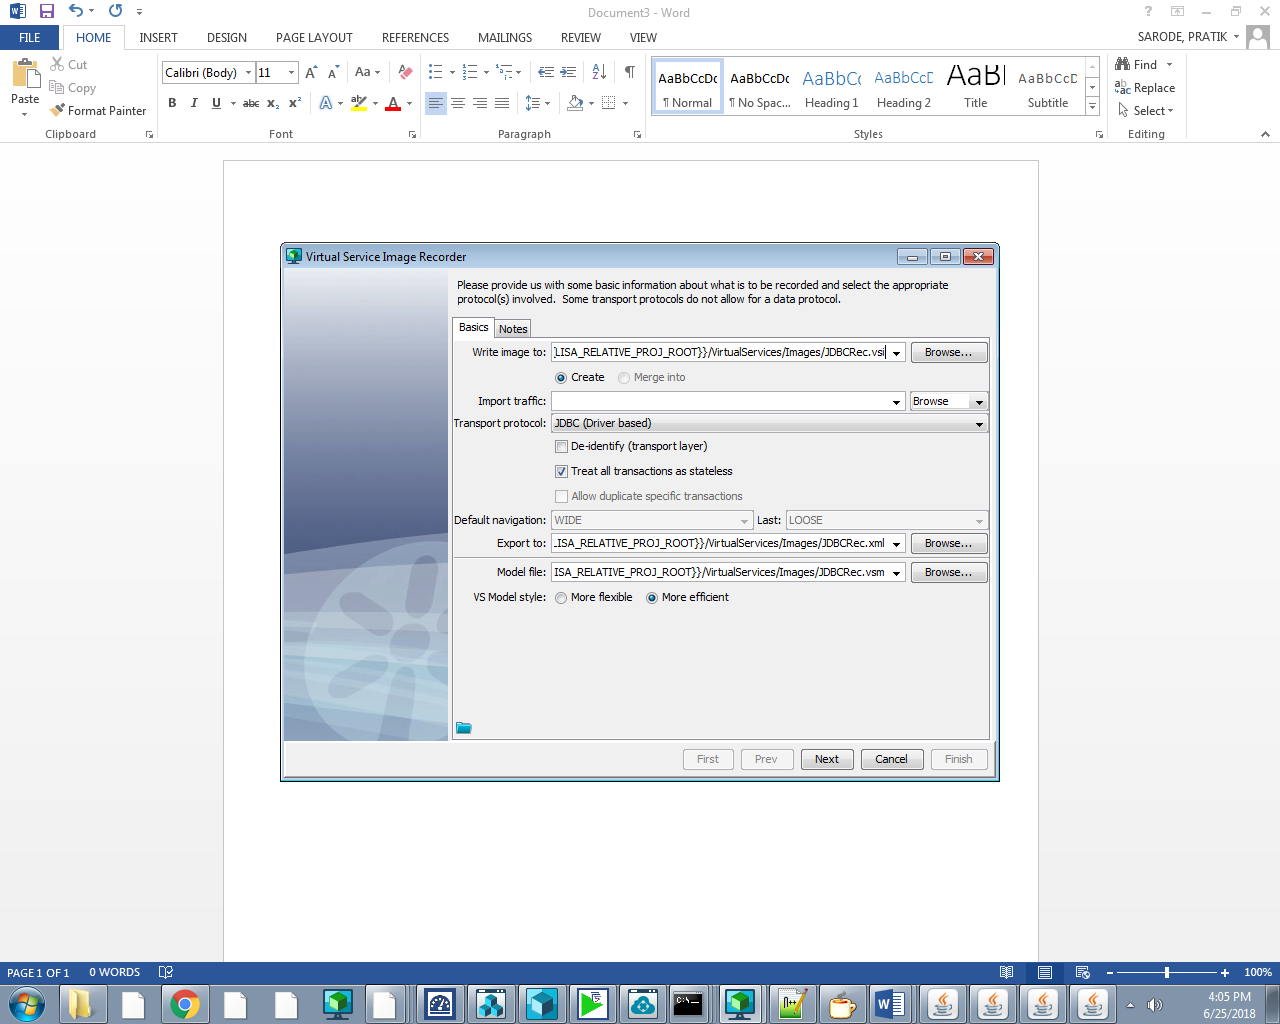 Document3 - Word
FILE HOME INSERT DESIGN PAGE LAYOUT REFERENCES MAILINGS REVIEW VIEW SARODE, PRATIK
Paste
Cut
Copy
Format Painter
Clipboard
Calibri (Body) 11
Font
Paragraph
AaBbCcDc AaBbCcDc AaBbCc AaBbCcD AaBl AaBbCcD
¶ Normal ¶ No Spac... Heading 1 Heading 2 Title Subtitle
Styles
Find
Replace
Select
Editing
Virtual Service Image Recorder
Please provide us with some basic information about what is to be recorded and select the appropriate
protocol(s) involved. Some transport protocols do not allow for a data protocol.
Basics Notes
Write image to: LISA_RELATIVE_PROJ_ROOT}}/VirtualServices/Images/JDBCRec.vsi Browse...
Create Merge into
Import traffic: Browse
Transport protocol: JDBC (Driver based)
De-identify (transport layer)
Treat all transactions as stateless
Allow duplicate specific transactions
Default navigation: WIDE Last: LOOSE
Export to: .ISA_RELATIVE_PROJ_ROOT}}/VirtualServices/Images/JDBCRec.xml Browse...
Model file: ISA_RELATIVE_PROJ_ROOT}}/VirtualServices/Images/JDBCRec.vsm Browse...
VS Model style: More flexible More efficient
First Prev Next Cancel Finish
PAGE 1 OF 1 0 WORDS 100%
4:05 PM
6/25/2018